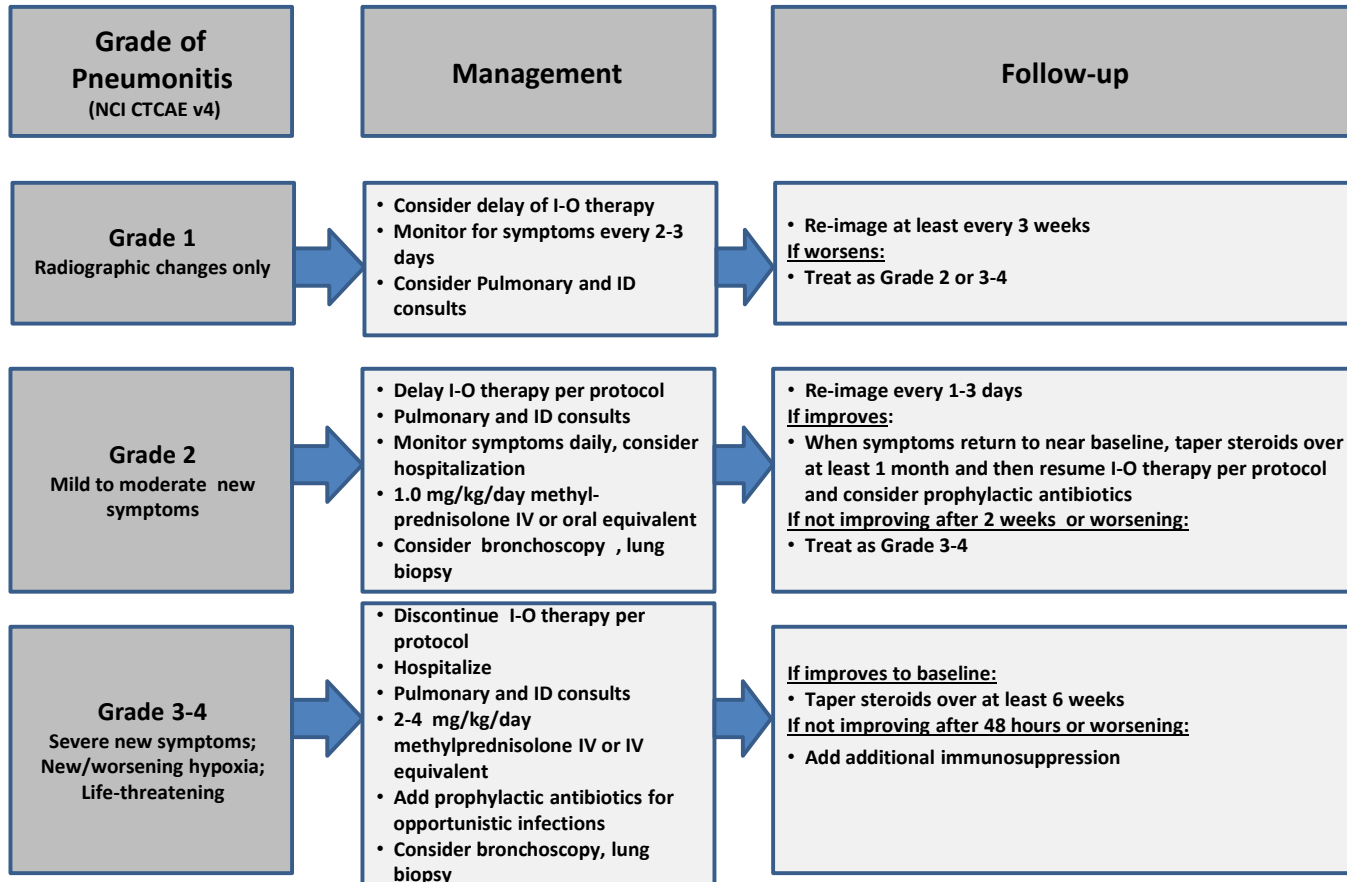 Grade of
Pneumonitis
(NCI CTCAE v4)
Management
Follow-up
Grade 1
Radiographic changes only
• Consider delay of I-O therapy
• Monitor for symptoms every 2-3
days
• Consider Pulmonary and ID
consults
• Re-image at least every 3 weeks
If worsens:
• Treat as Grade 2 or 3-4
Grade 2
Mild to moderate new
symptoms
• Delay I-O therapy per protocol
• Pulmonary and ID consults
• Monitor symptoms daily, consider
hospitalization
• 1.0 mg/kg/day methyl-
prednisolone IV or oral equivalent
• Consider bronchoscopy , lung
biopsy
• Re-image every 1-3 days
If improves:
• When symptoms return to near baseline, taper steroids over
at least 1 month and then resume I-O therapy per protocol
and consider prophylactic antibiotics
If not improving after 2 weeks or worsening:
• Treat as Grade 3-4
Grade 3-4
Severe new symptoms;
New/worsening hypoxia;
Life-threatening
• Discontinue I-O therapy per
protocol
• Hospitalize
• Pulmonary and ID consults
• 2-4 mg/kg/day
methylprednisolone IV or IV
equivalent
• Add prophylactic antibiotics for
opportunistic infections
• Consider bronchoscopy, lung
biopsy
If improves to baseline:
• Taper steroids over at least 6 weeks
If not improving after 48 hours or worsening:
• Add additional immunosuppression